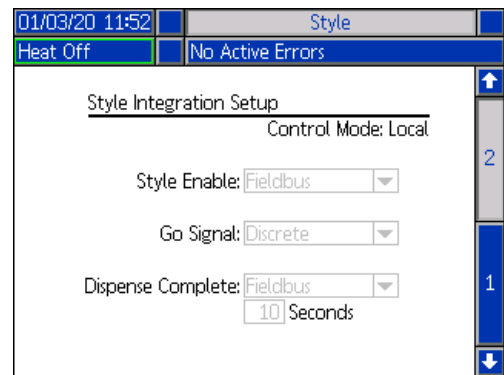 01/03/20 11:52 Style
Heat Off No Active Errors
Style Integration Setup
Control Mode: Local
2
Style Enable: Fieldbus
Go Signal: Discrete
1
Dispense Complete: Fieldbus
10 Seconds